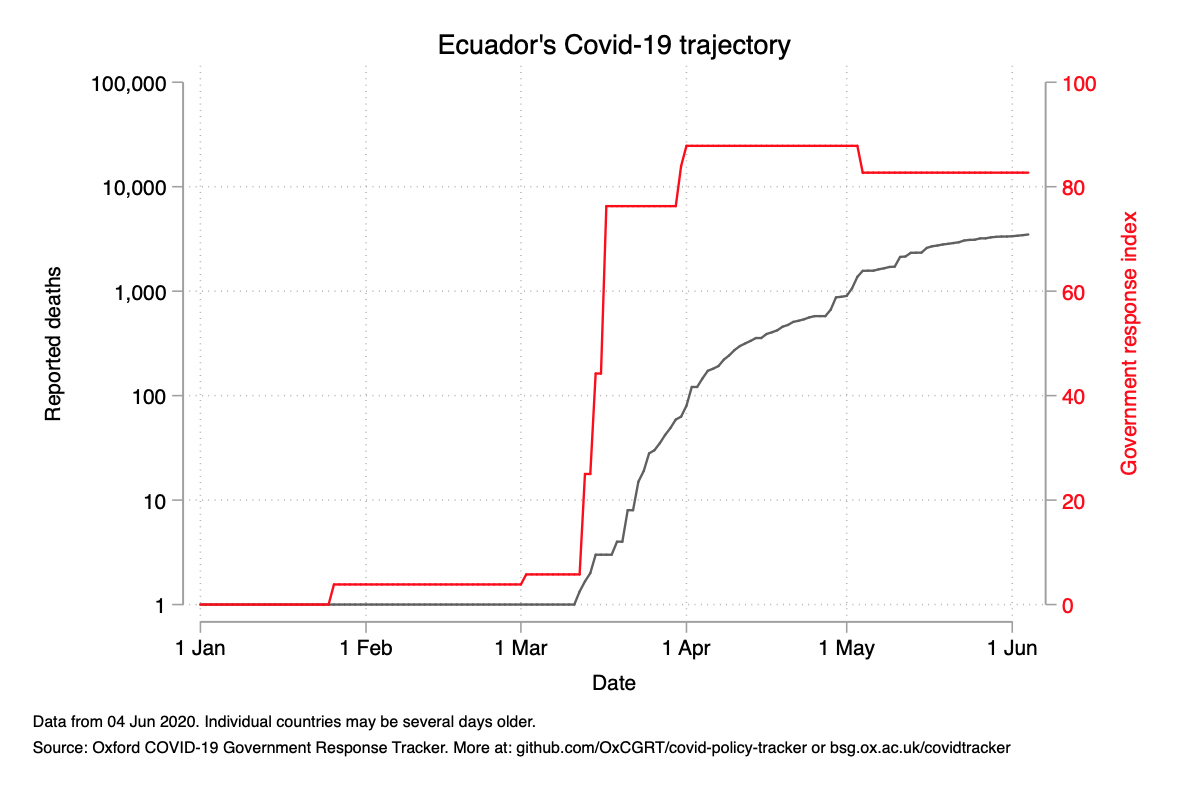 Ecuador's Covid-19 trajectory
100,000
10,000
1,000
100
10
1
Reported deaths
100
80
60
40
20
0
Government response index
1 Jan 1 Feb 1 Mar 1 Apr 1 May 1 Jun
Date
Data from 04 Jun 2020. Individual countries may be several days older.
Source: Oxford COVID-19 Government Response Tracker. More at: github.com/OxCGRT/covid-policy-tracker or bsg.ox.ac.uk/covidtracker